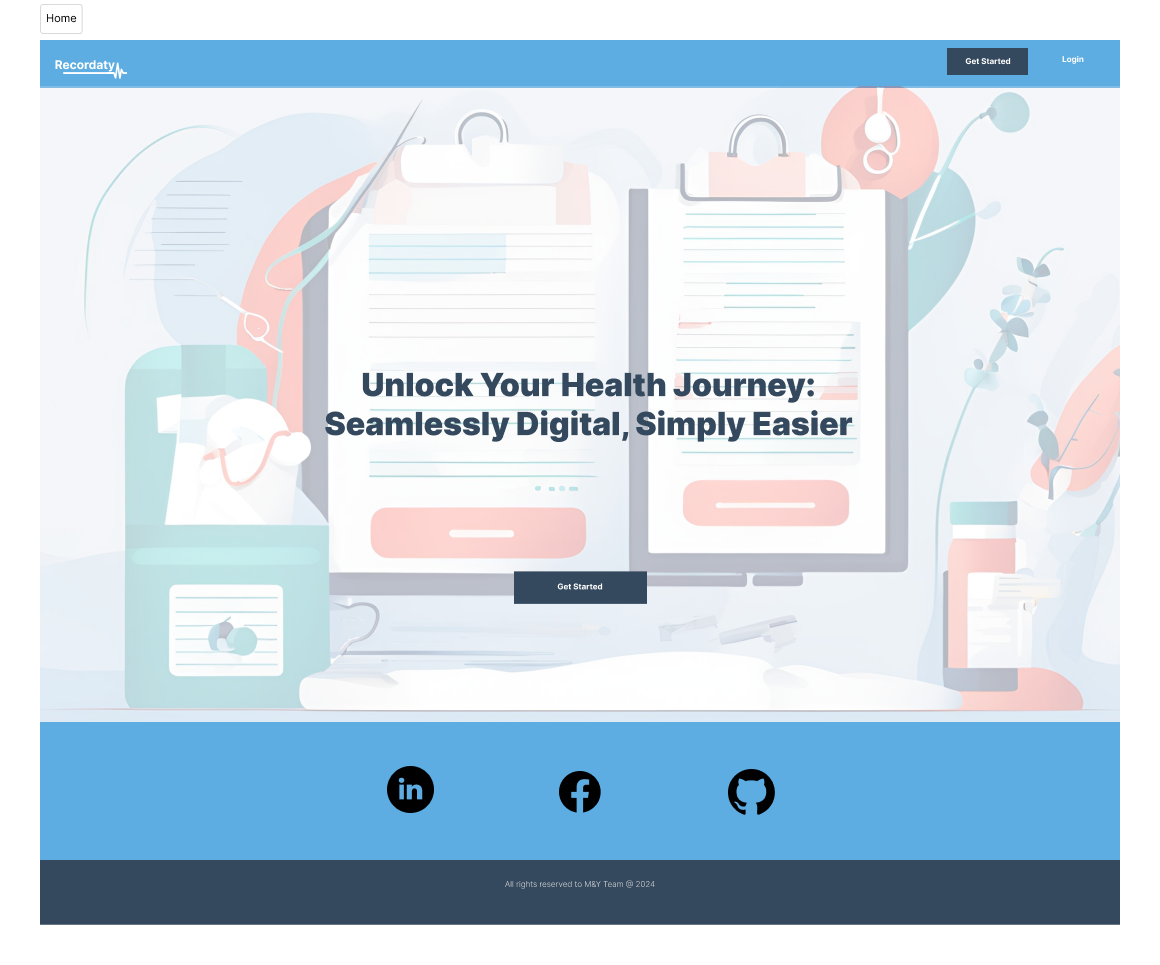 Home
Recordaty
Get Started
Login
Unlock Your Health Journey:
Seamlessly Digital, Simply Easier
Get Started
in
All rights reserved to M&Y Team @ 2024